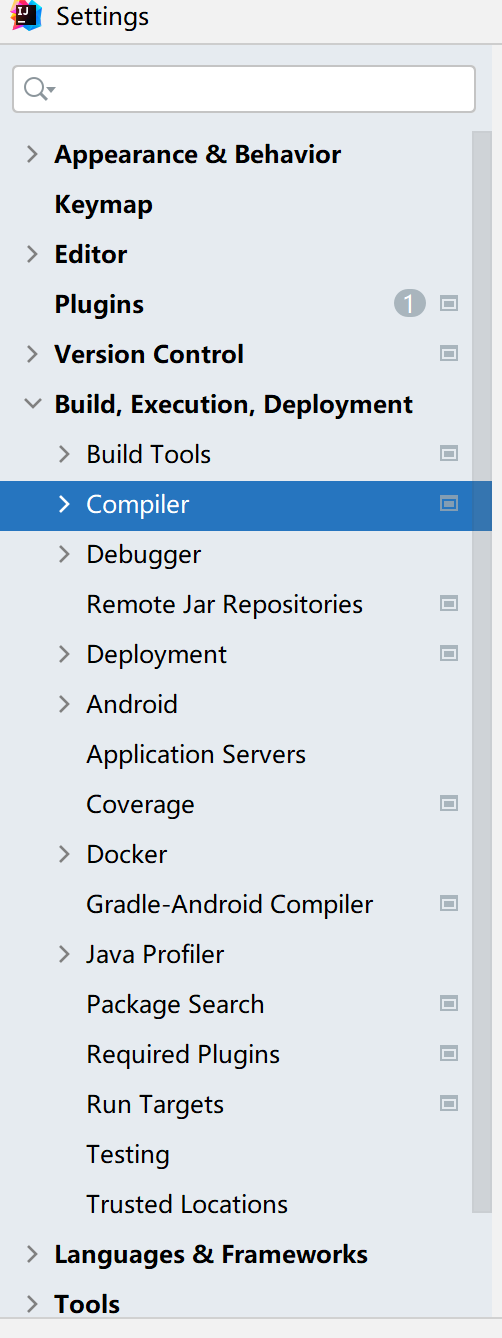 IJ
Settings
Appearance & Behavior
Keymap
Editor
Plugins 1
Version Control
Build, Execution, Deployment
Build Tools
Compiler
Debugger
Remote Jar Repositories
Deployment
Android
Application Servers
Coverage
Docker
Gradle-Android Compiler
Java Profiler
Package Search
Required Plugins
Run Targets
Testing
Trusted Locations
Languages & Frameworks
Tools